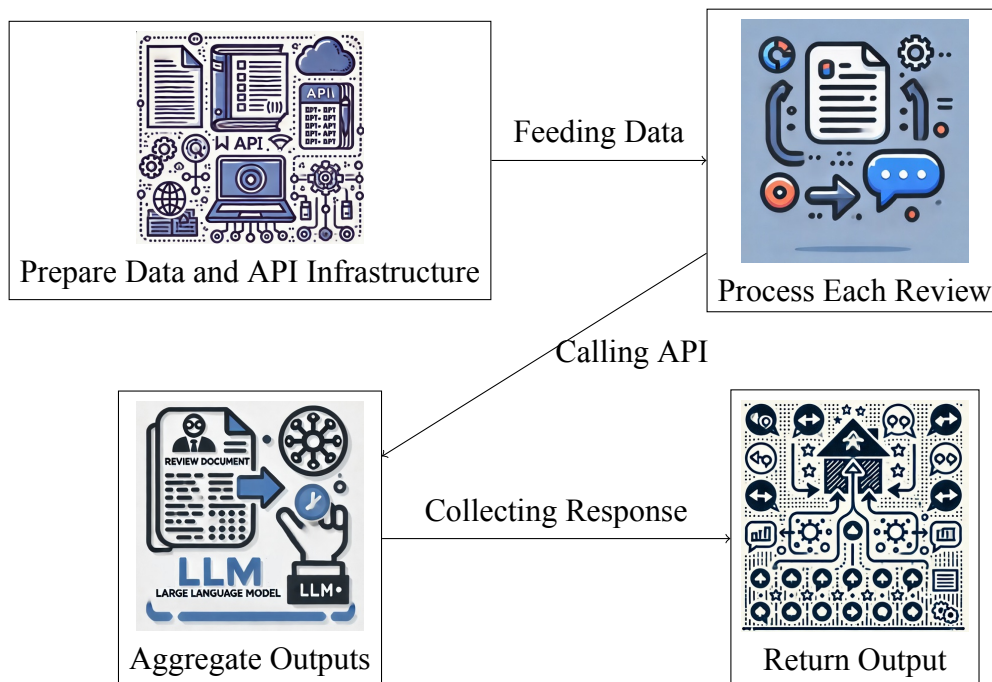 API
W API
Prepare Data and API Infrastructure
Feeding Data
Process Each Review
Calling API
REVIEW DOCUMENT
LLM
LARGE LANGUAGE MODEL
LLM
Aggregate Outputs
Collecting Response
Return Output